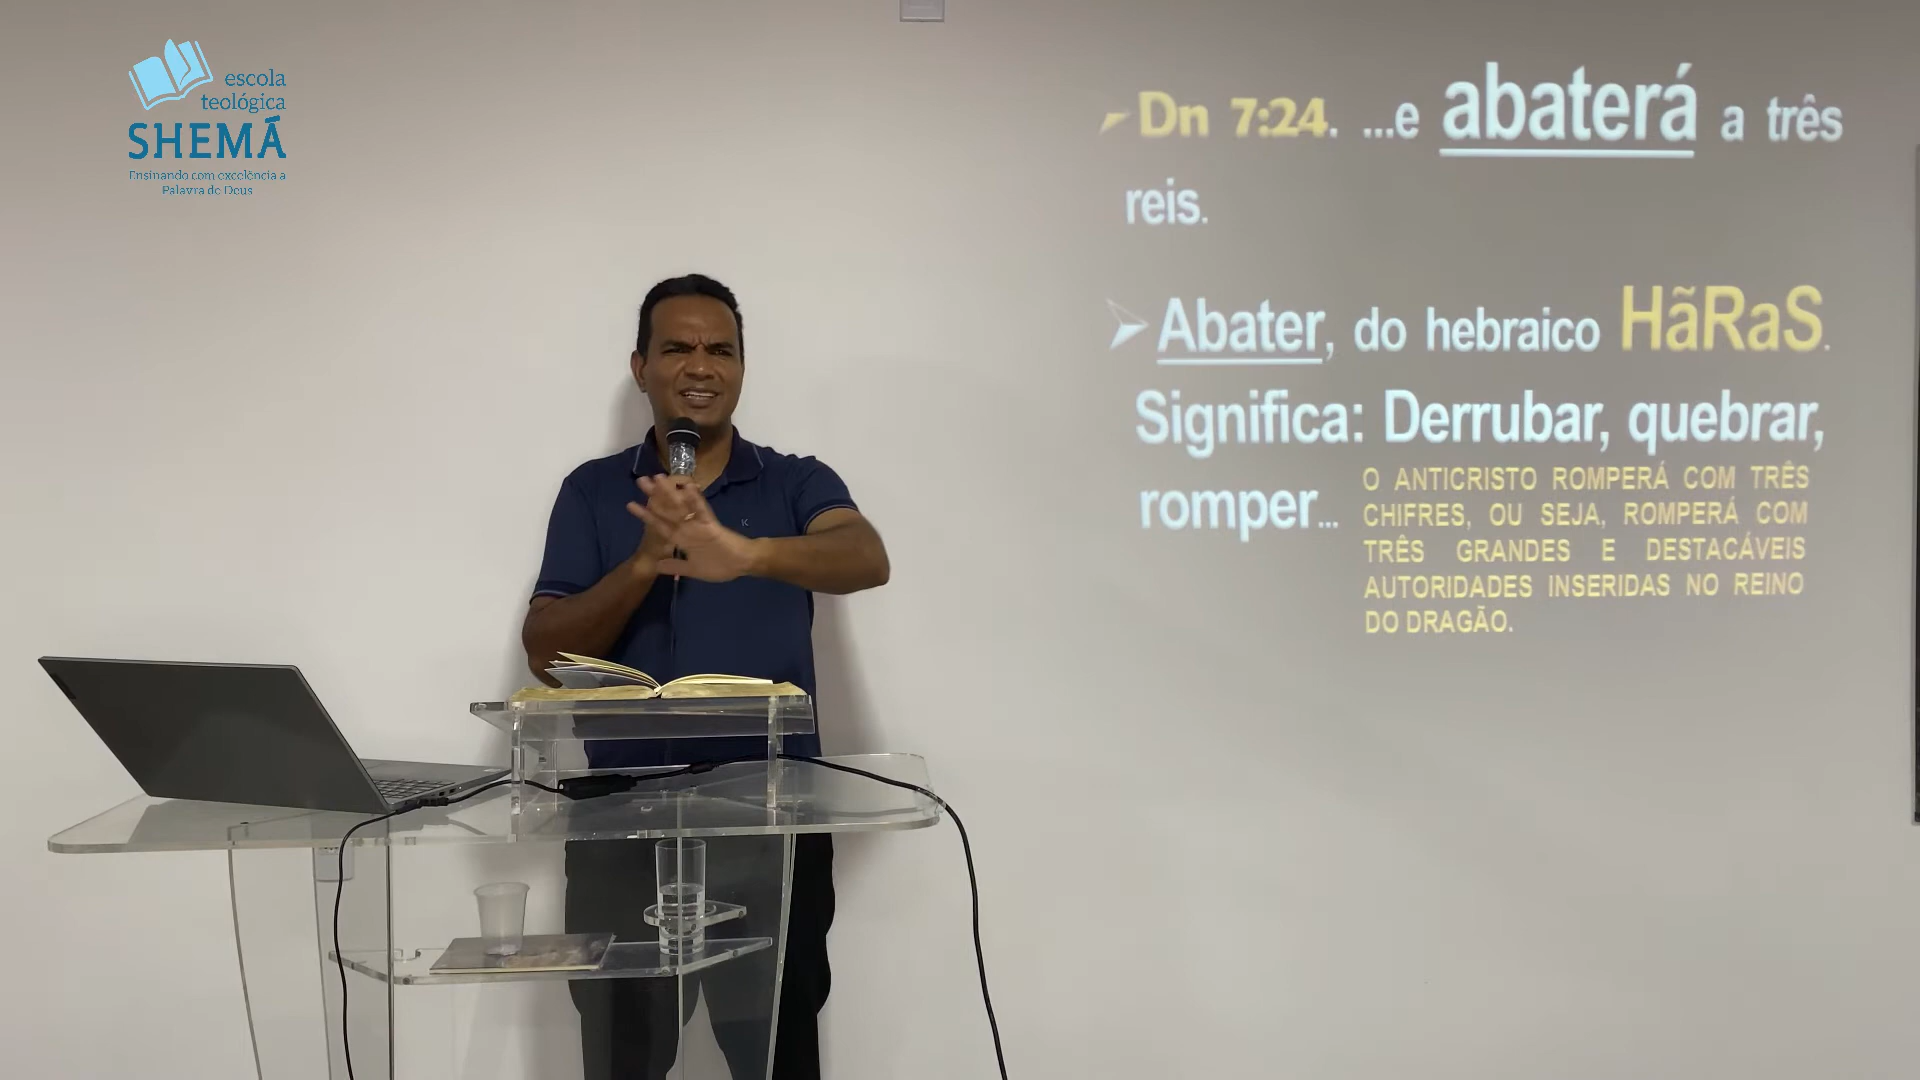 escola
teológica
SHEMÁ
Ensinando com excelência a
Palavra de Deus
Dn 7:24. ...e abaterá a três
reis.
Abater, do hebraico HãRaS.
Significa: Derrubar, quebrar,
romper...
O ANTICRISTO ROMPERÁ COM TRÊS
CHIFRES, OU SEJA, ROMPERÁ COM
TRÊS GRANDES E DESTACÁVEIS
AUTORIDADES INSERIDAS NO REINO
DO DRAGÃO.
K